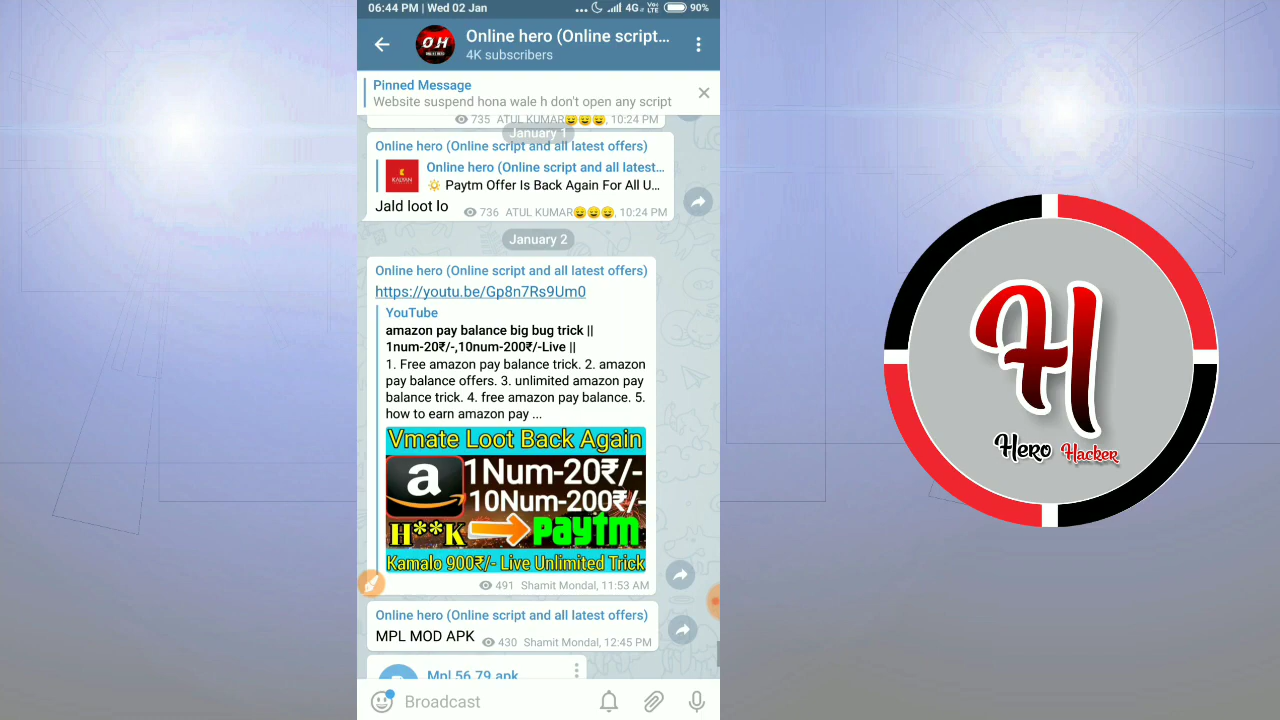 06:44 PM | Wed 02 Jan
4G Vo LTE 90%
OH
Online hero (Online script...
4K subscribers
Pinned Message
Website suspend hona wale h don't open any script
735 ATUL KUMAR😄😄😄, 10:24 PM
January 1
Online hero (Online script and all latest offers)
KALYAN
Online hero (Online script and all latest...
🔆 Paytm Offer Is Back Again For All U...
Jald loot lo
736 ATUL KUMAR😄😄😄, 10:24 PM
January 2
Online hero (Online script and all latest offers)
https://youtu.be/Gp8n7Rs9Um0
YouTube
amazon pay balance big bug trick ||
1num-20₹/-,10num-200₹/-Live ||
1. Free amazon pay balance trick. 2. amazon
pay balance offers. 3. unlimited amazon pay
balance trick. 4. free amazon pay balance. 5.
how to earn amazon pay ...
Vmate Loot Back Again
a
1Num-20₹/-
10Num-200₹/-
H**K
Paytm
Kamalo 900₹/- Live Unlimited Trick
491 Shamit Mondal, 11:53 AM
Online hero (Online script and all latest offers)
MPL MOD APK
430 Shamit Mondal, 12:45 PM
Mpl 56.79.apk
Broadcast
H
Hero Hacker